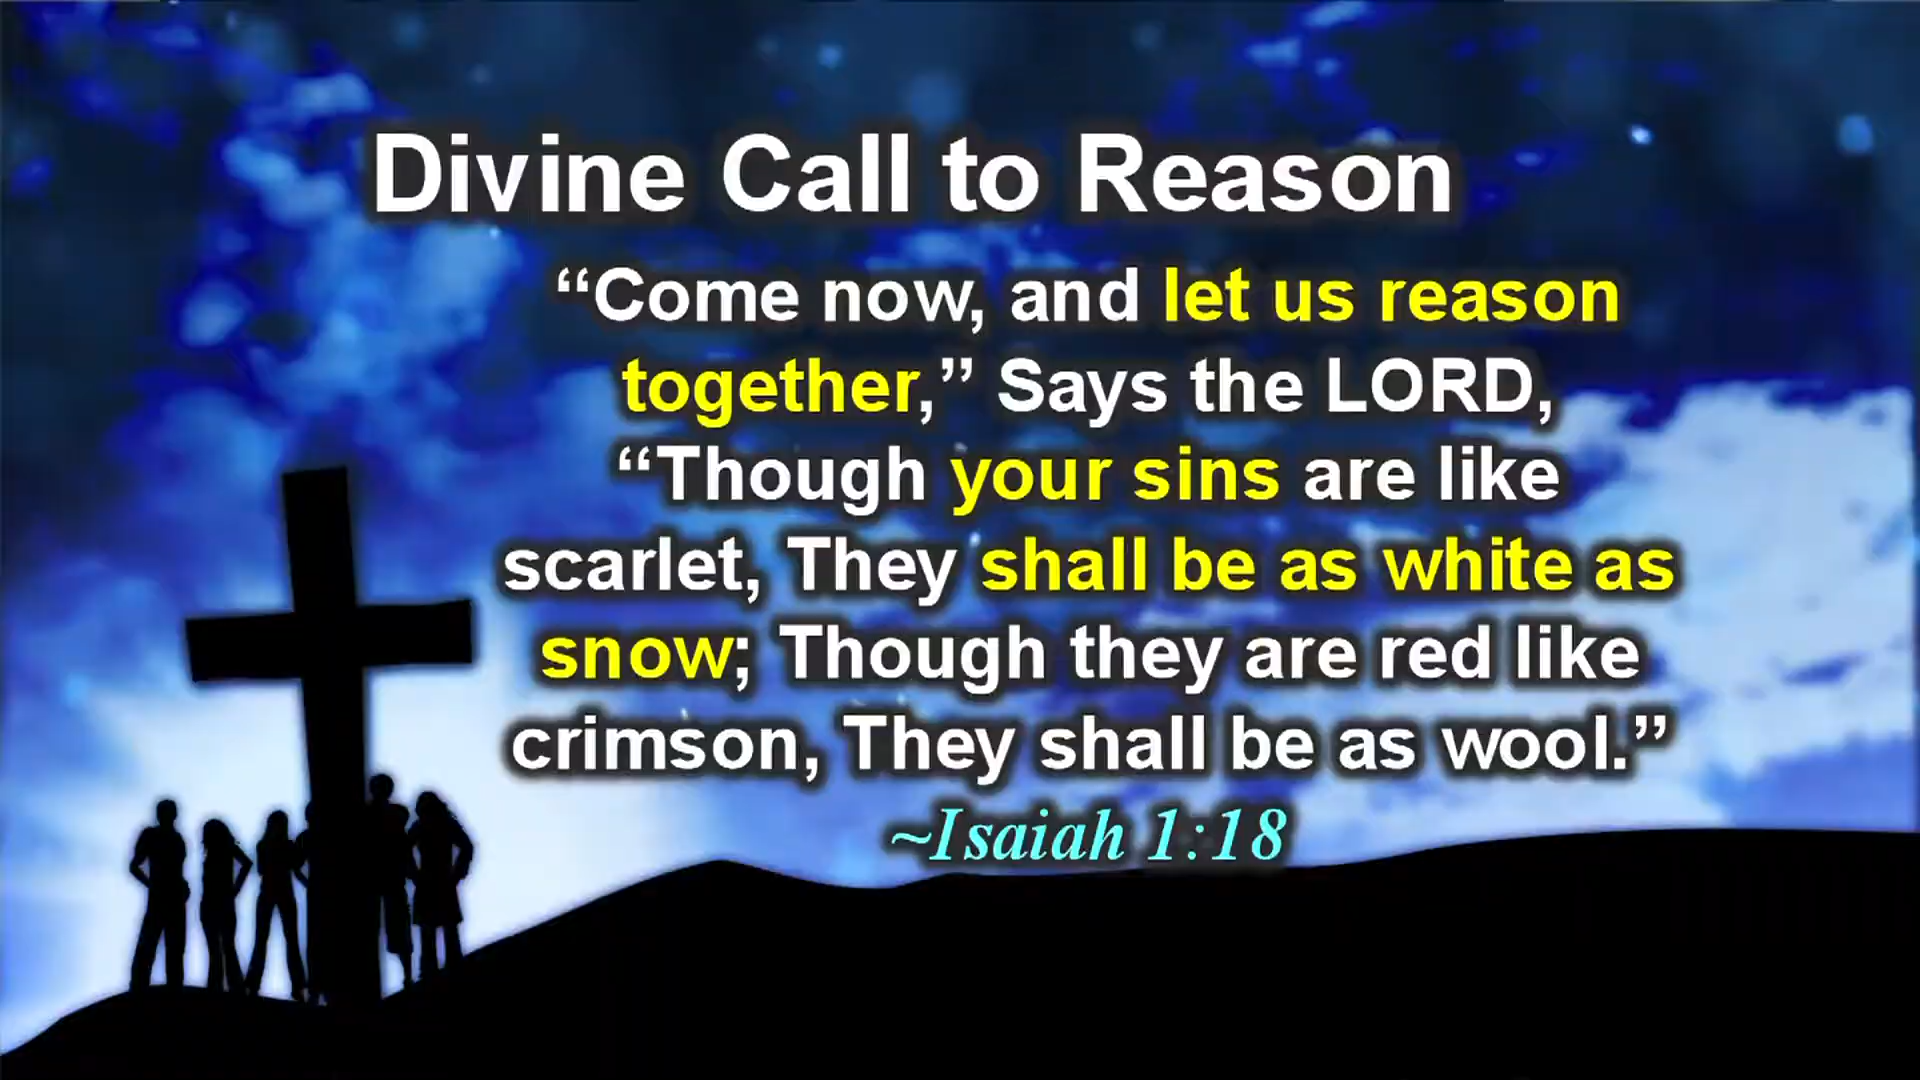 Divine Call to Reason
“Come now, and let us reason
together,” Says the LORD,
“Though your sins are like
scarlet, They shall be as white as
snow; Though they are red like
crimson, They shall be as wool.”
~Isaiah 1:18